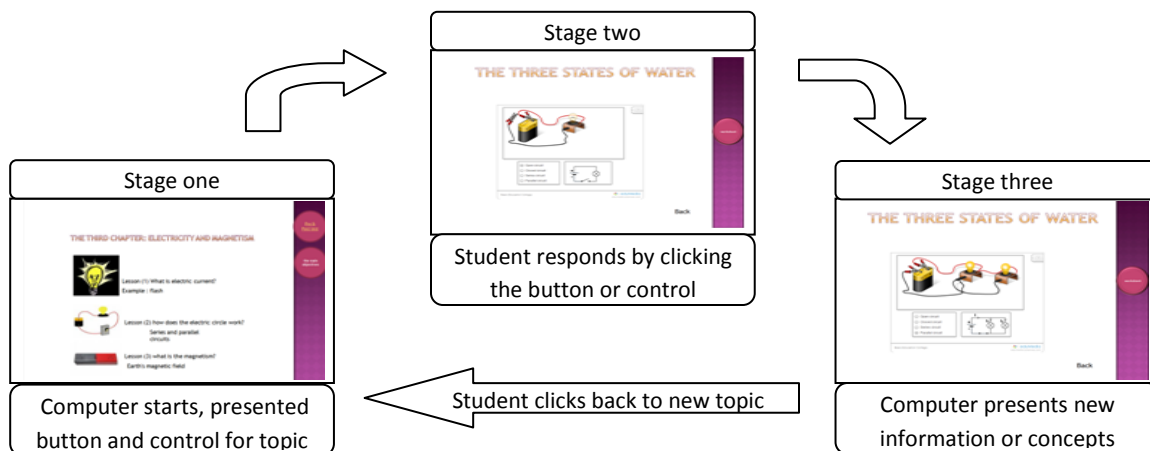 Stage two
THE THREE STATES OF WATER
Back
Student responds by clicking
the button or control
Stage one
THE THIRD CHAPTER: ELECTRICITY AND MAGNETISM
Lesson (1) What is electric current?
Example : flash
Lesson (2) how does the electric circle work?
Series and parallel
circuits
Lesson (3) what is the magnetism?
Earth's magnetic field
Computer starts, presented
button and control for topic
Stage three
THE THREE STATES OF WATER
Back
Computer presents new
information or concepts
Student clicks back to new topic